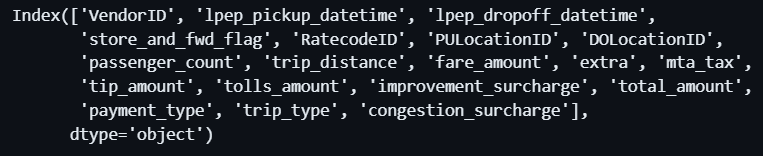 Index(['VendorID', 'lpep_pickup_datetime', 'lpep_dropoff_datetime',
'store_and_fwd_flag', 'RatecodeID', 'PULocationID', 'DOLocationID',
'passenger_count', 'trip_distance', 'fare_amount', 'extra', 'mta_tax',
'tip_amount', 'tolls_amount', 'improvement_surcharge', 'total_amount',
'payment_type', 'trip_type', 'congestion_surcharge'],
dtype='object')